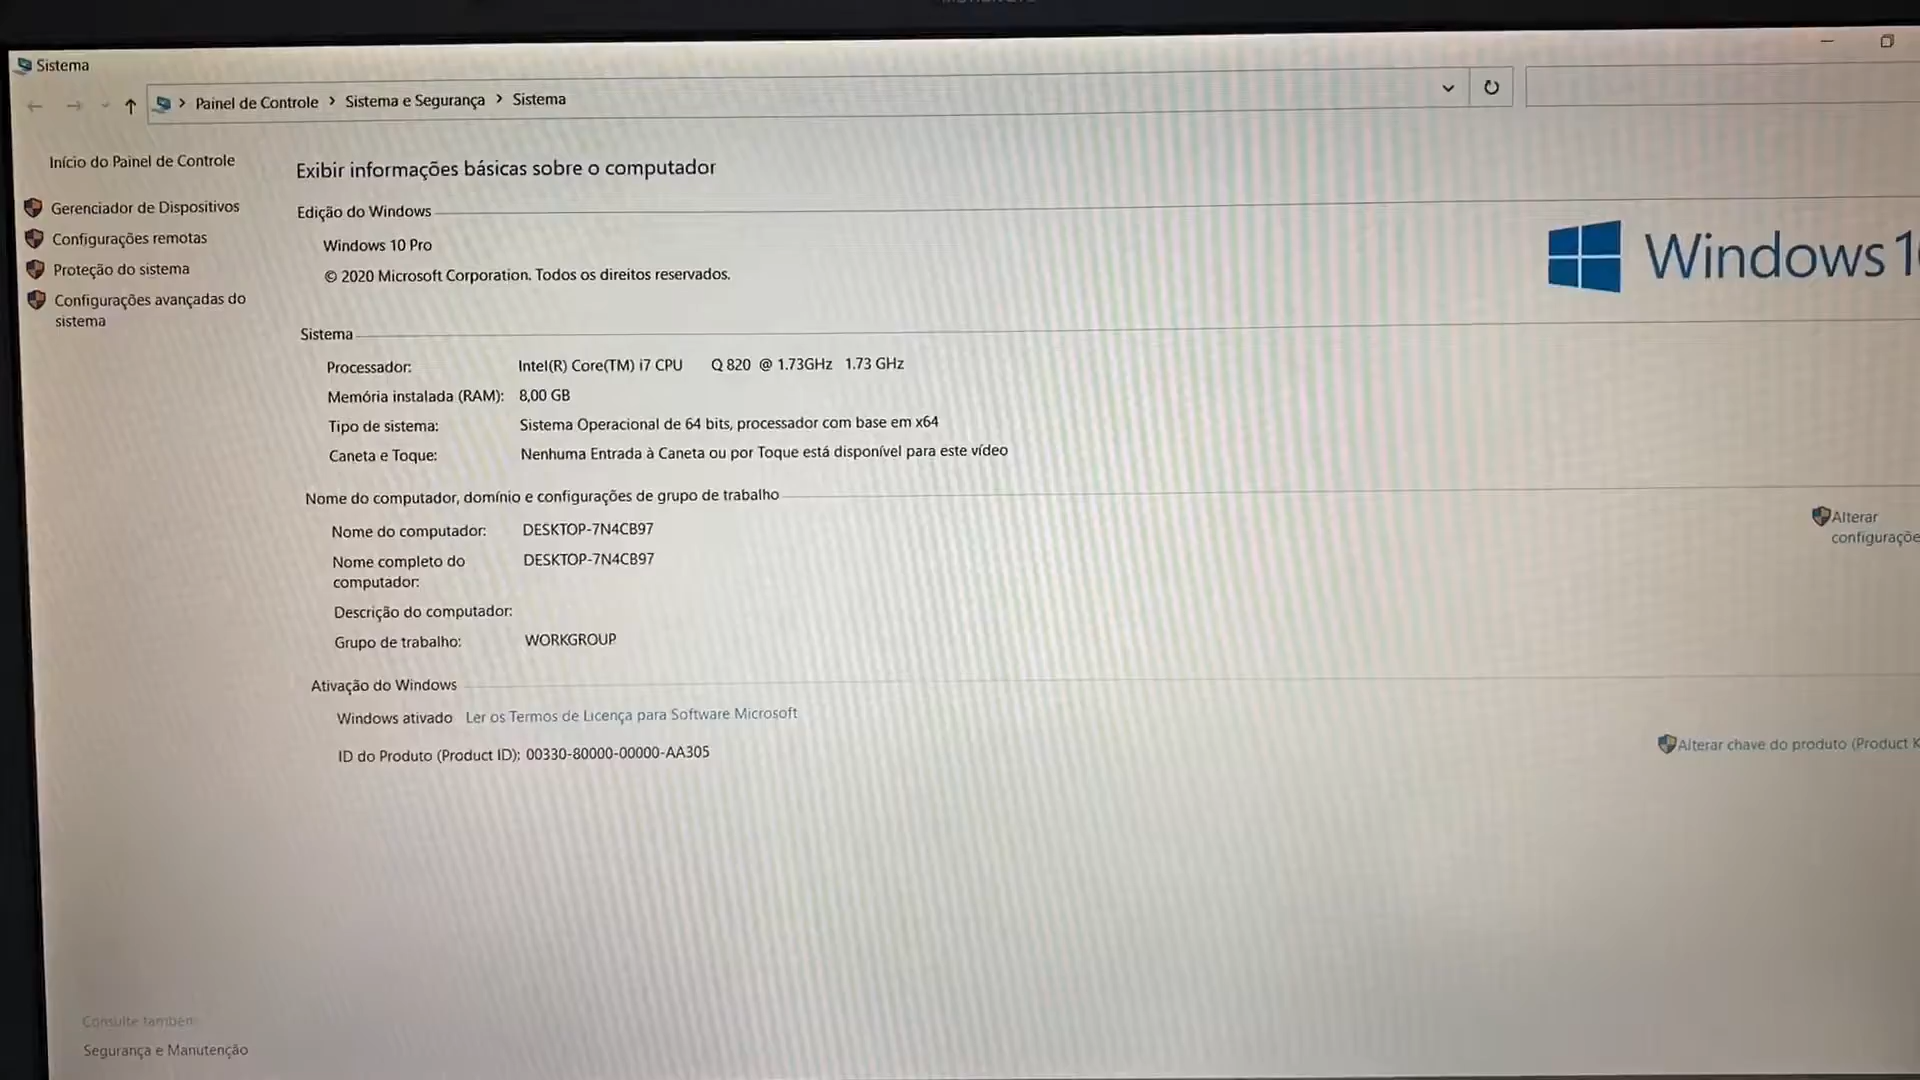 Sistema
Painel de Controle > Sistema e Segurança > Sistema
Início do Painel de Controle
Gerenciador de Dispositivos
Configurações remotas
Proteção do sistema
Configurações avançadas do
sistema
Exibir informações básicas sobre o computador
Edição do Windows
Windows 10 Pro
© 2020 Microsoft Corporation. Todos os direitos reservados.
Windows 1
Sistema
Processador: Intel(R) Core(TM) i7 CPU Q 820 @ 1.73GHz 1.73 GHz
Memória instalada (RAM): 8,00 GB
Tipo de sistema: Sistema Operacional de 64 bits, processador com base em x64
Caneta e Toque: Nenhuma Entrada à Caneta ou por Toque está disponível para este vídeo
Nome do computador, domínio e configurações de grupo de trabalho
Nome do computador: DESKTOP-7N4CB97
Alterar
configuraçõe
Nome completo do DESKTOP-7N4CB97
computador:
Descrição do computador:
Grupo de trabalho: WORKGROUP
Ativação do Windows
Windows ativado Ler os Termos de Licença para Software Microsoft
ID do Produto (Product ID): 00330-80000-00000-AA305
Alterar chave do produto (Product K
Consulte também
Segurança e Manutenção